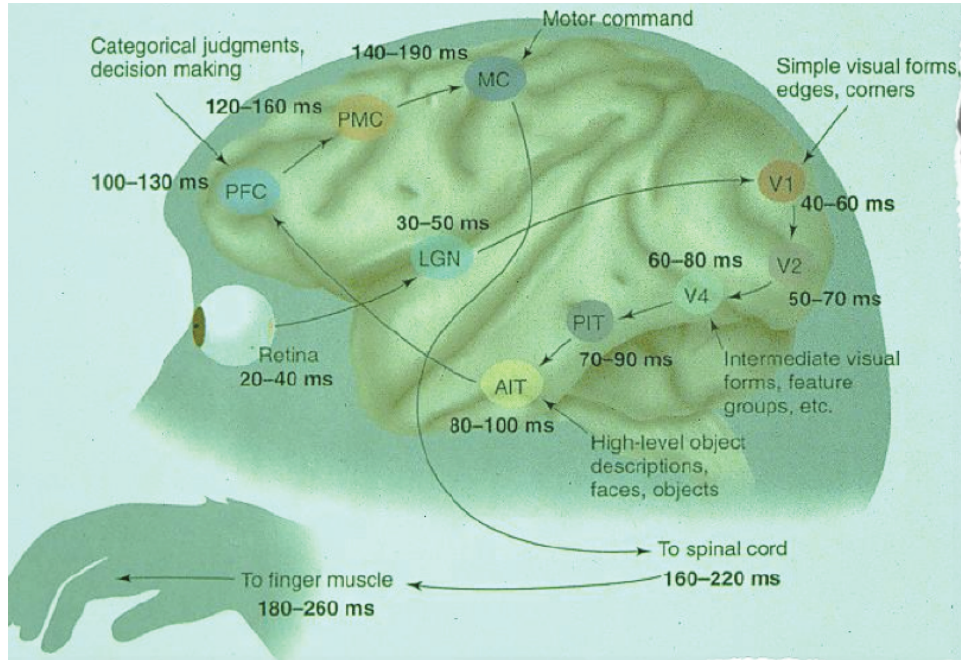 Motor command
Categorical judgments,
decision making
140–190 ms
MC
Simple visual forms,
edges, corners
120–160 ms
PMC
100–130 ms
PFC
V1
40–60 ms
30–50 ms
LGN
60–80 ms
V2
V4
50–70 ms
PIT
70–90 ms
Retina
20–40 ms
Intermediate visual
forms, feature
groups, etc.
AIT
80–100 ms
High-level object
descriptions,
faces, objects
To spinal cord
160–220 ms
To finger muscle
180–260 ms